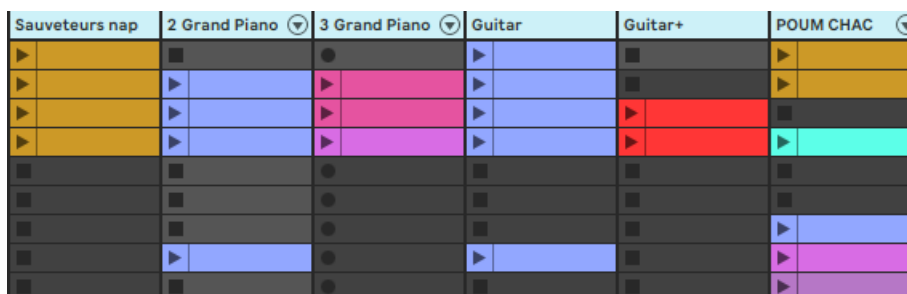 Sauveteurs nap
2 Grand Piano
3 Grand Piano
Guitar
Guitar+
POUM CHAC